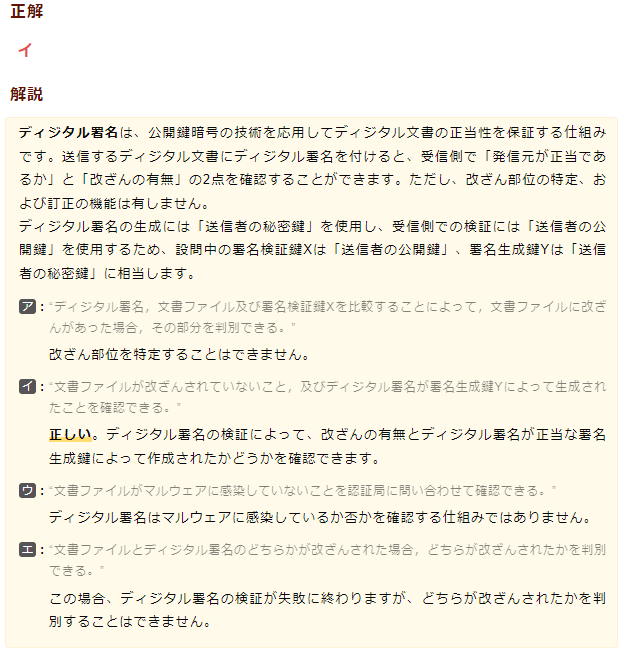 正解
イ
解説
ディジタル署名は、公開鍵暗号の技術を応用してディジタル文書の正当性を保証する仕組み
です。送信するディジタル文書にディジタル署名を付けると、受信側で「発信元が正当であ
るか」と「改ざんの有無」の2点を確認することができます。ただし、改ざん部位の特定、お
よび訂正の機能は有しません。
ディジタル署名の生成には「送信者の秘密鍵」を使用し、受信側での検証には「送信者の公
開鍵」を使用するため、設問中の署名検証鍵Xは「送信者の公開鍵」、署名生成鍵Yは「送信
者の秘密鍵」に相当します。
ア:“ディジタル署名，文書ファイル及び署名検証鍵Xを比較することによって，文書ファイルに改ざ
んがあった場合，その部分を判別できる。”
改ざん部位を特定することはできません。
イ:“文書ファイルが改ざんされていないこと，及びディジタル署名が署名生成鍵Yによって生成され
たことを確認できる。”
正しい。ディジタル署名の検証によって、改ざんの有無とディジタル署名が正当な署名
生成鍵によって作成されたかどうかを確認できます。
ウ:“文書ファイルがマルウェアに感染していないことを認証局に問い合わせて確認できる。”
ディジタル署名はマルウェアに感染しているか否かを確認する仕組みではありません。
エ:“文書ファイルとディジタル署名のどちらかが改ざんされた場合，どちらが改ざんされたかを判別
できる。”
この場合、ディジタル署名の検証が失敗に終わりますが、どちらが改ざんされたかを判
別することはできません。